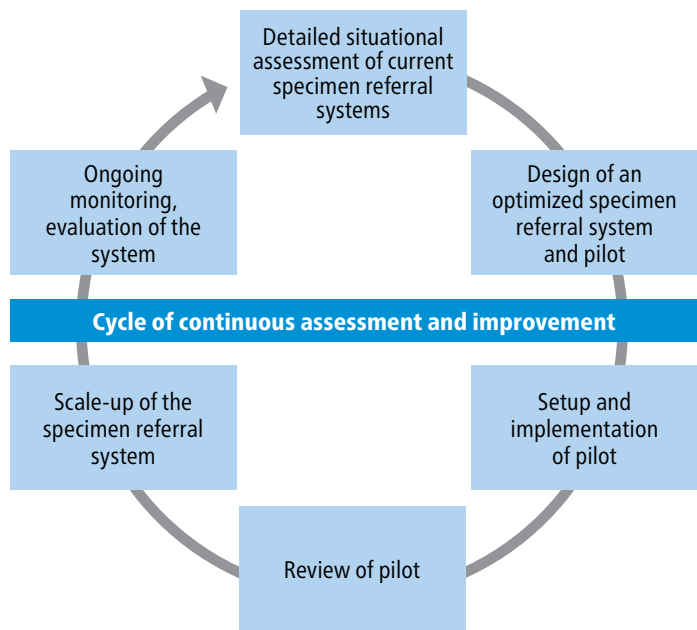 Detailed situational
assessment of current
specimen referral
systems
Design of an
optimized specimen
referral system
and pilot
Setup and
implementation
of pilot
Review of pilot
Scale-up of the
specimen referral
system
Ongoing
monitoring,
evaluation of the
system
Cycle of continuous assessment and improvement